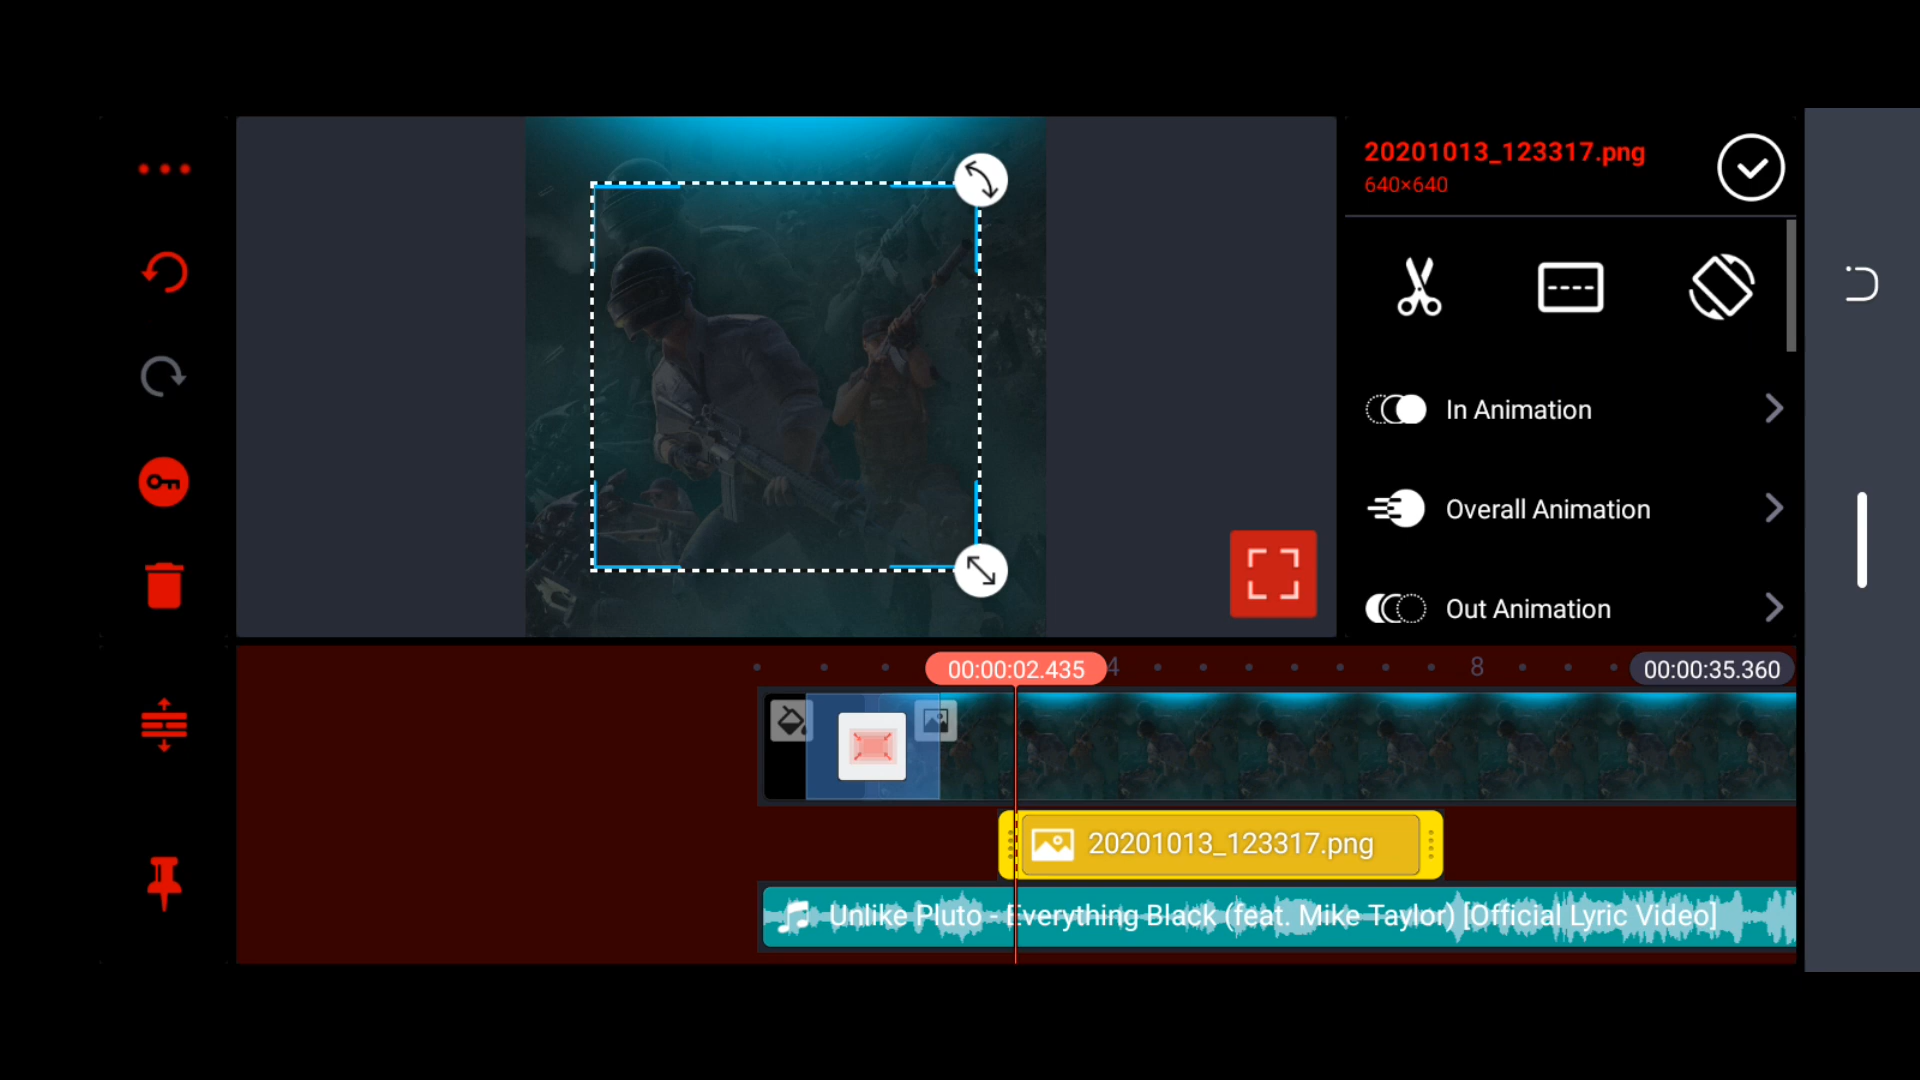 20201013_123317.png
640×640
In Animation
Overall Animation
Out Animation
00:00:02.435
4
8
00:00:35.360
20201013_123317.png
Unlike Pluto - Everything Black (feat. Mike Taylor) [Official Lyric Video]